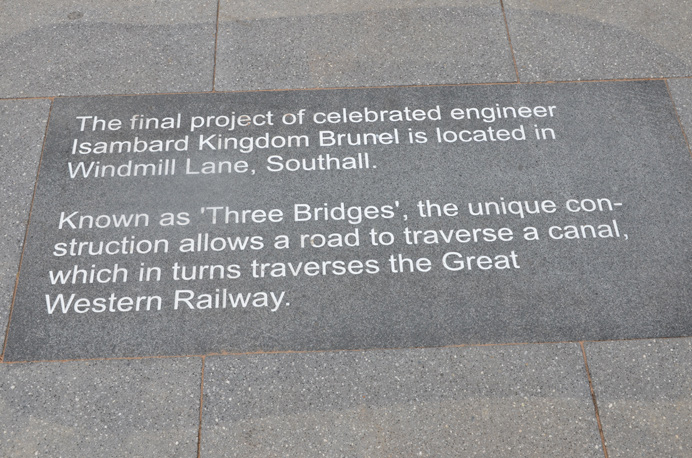 The final project of celebrated engineer
Isambard Kingdom Brunel is located in
Windmill Lane, Southall.
Known as 'Three Bridges', the unique con-
struction allows a road to traverse a canal,
which in turns traverses the Great
Western Railway.